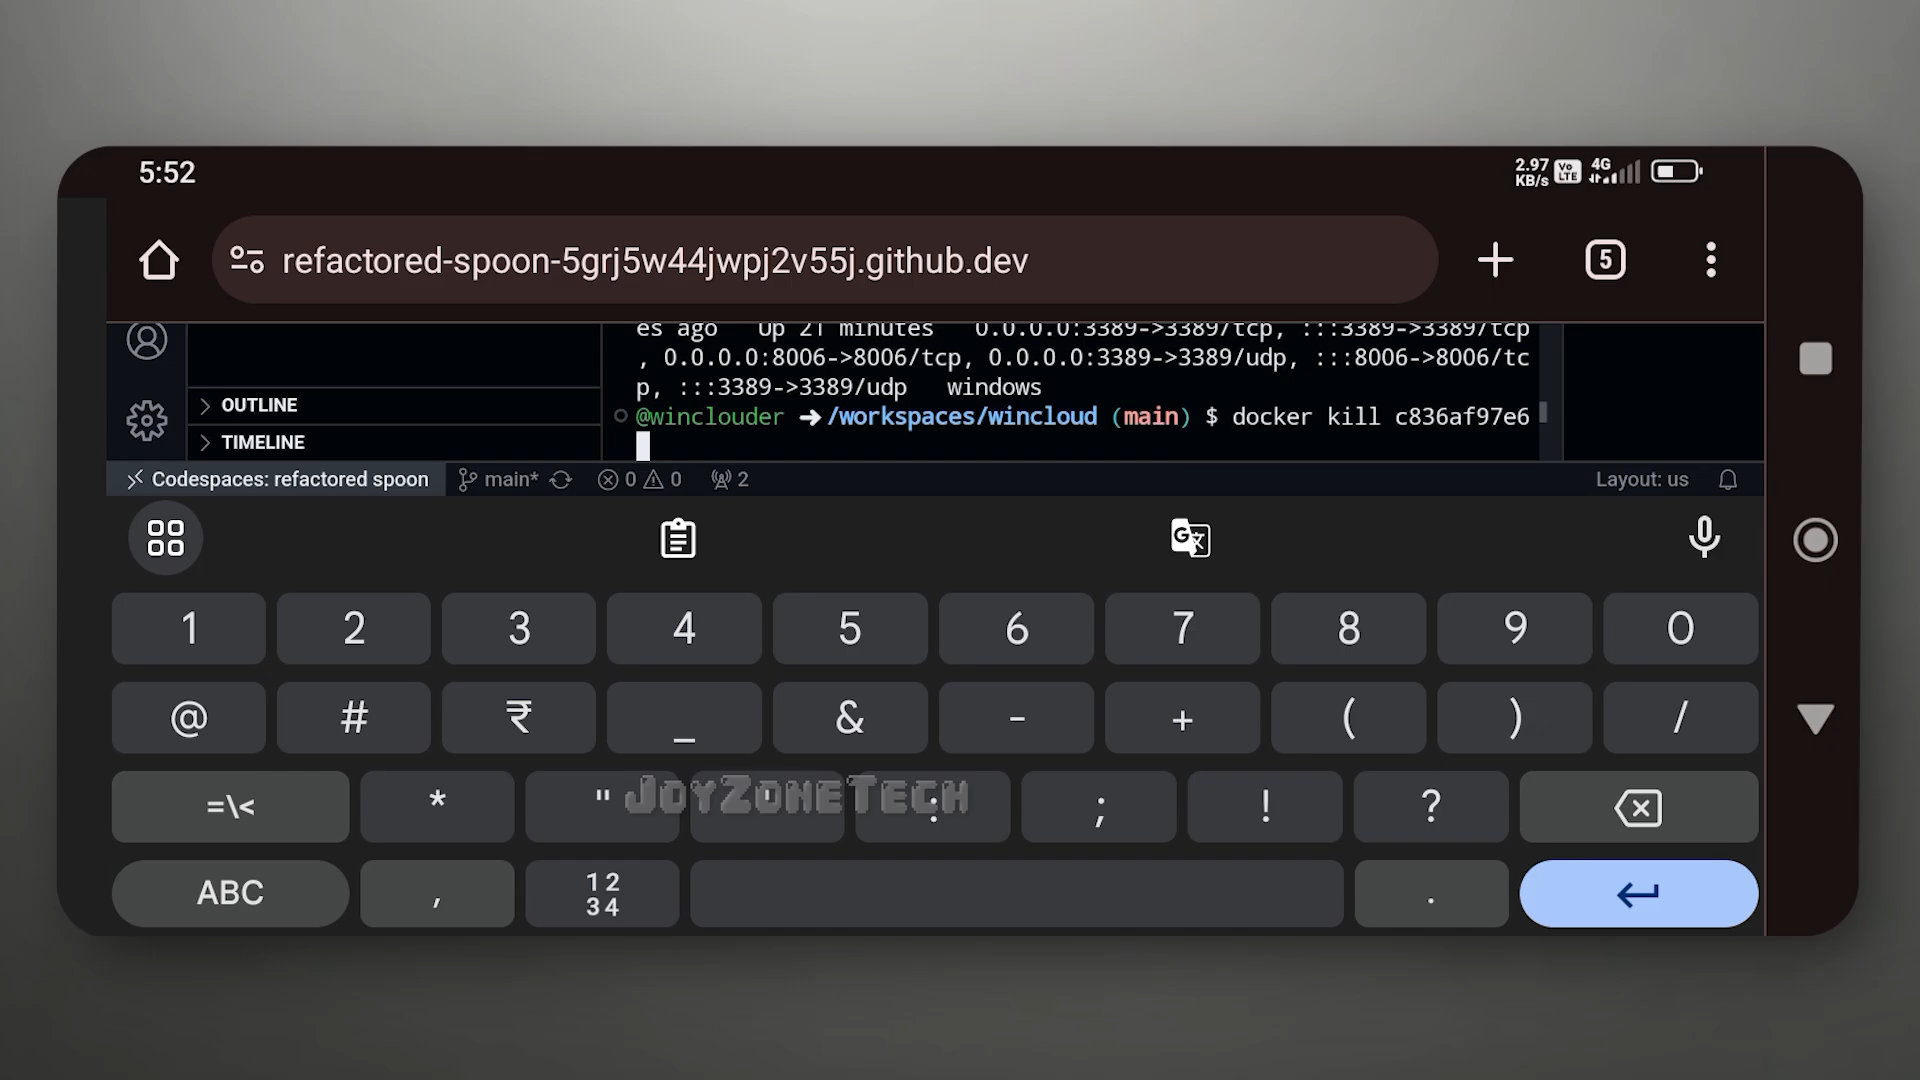 5:52
2.97 KB/s Vo LTE 4G
refactored-spoon-5grj5w44jwpj2v55j.github.dev
5
es ago Up 21 minutes 0.0.0.0:3389->3389/tcp, :::3389->3389/tcp
, 0.0.0.0:8006->8006/tcp, 0.0.0.0:3389->3389/udp, :::8006->8006/tc
p, :::3389->3389/udp windows
@winclouder ➜ /workspaces/wincloud (main) $ docker kill c836af97e6
OUTLINE
TIMELINE
Codespaces: refactored spoon main* 0 0 2 Layout: us
1 2 3 4 5 6 7 8 9 0
@ # ₹ _ & - + ( ) /
=\< * " ' : ; ! ?
JoyZoneTech
ABC , 12 34 .